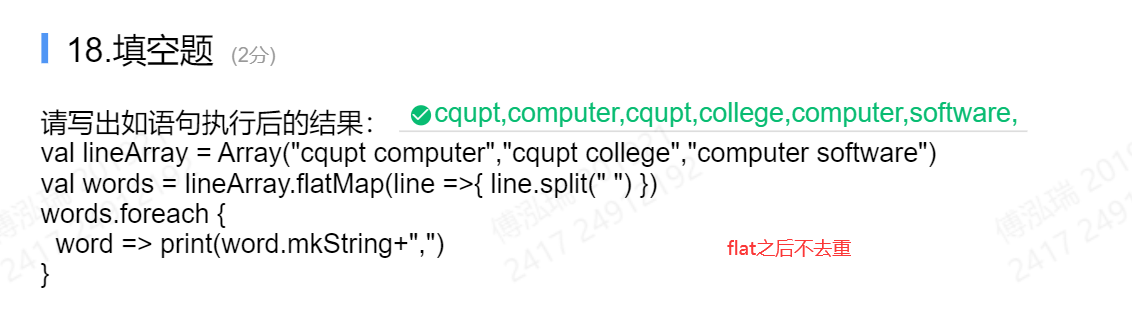 18.填空题 (2分)
请写出如语句执行后的结果： cqupt,computer,cqupt,college,computer,software,
val lineArray = Array("cqupt computer","cqupt college","computer software")
val words = lineArray.flatMap(line =>{ line.split(" ") })
words.foreach {
word => print(word.mkString+",")
flat之后不去重
}